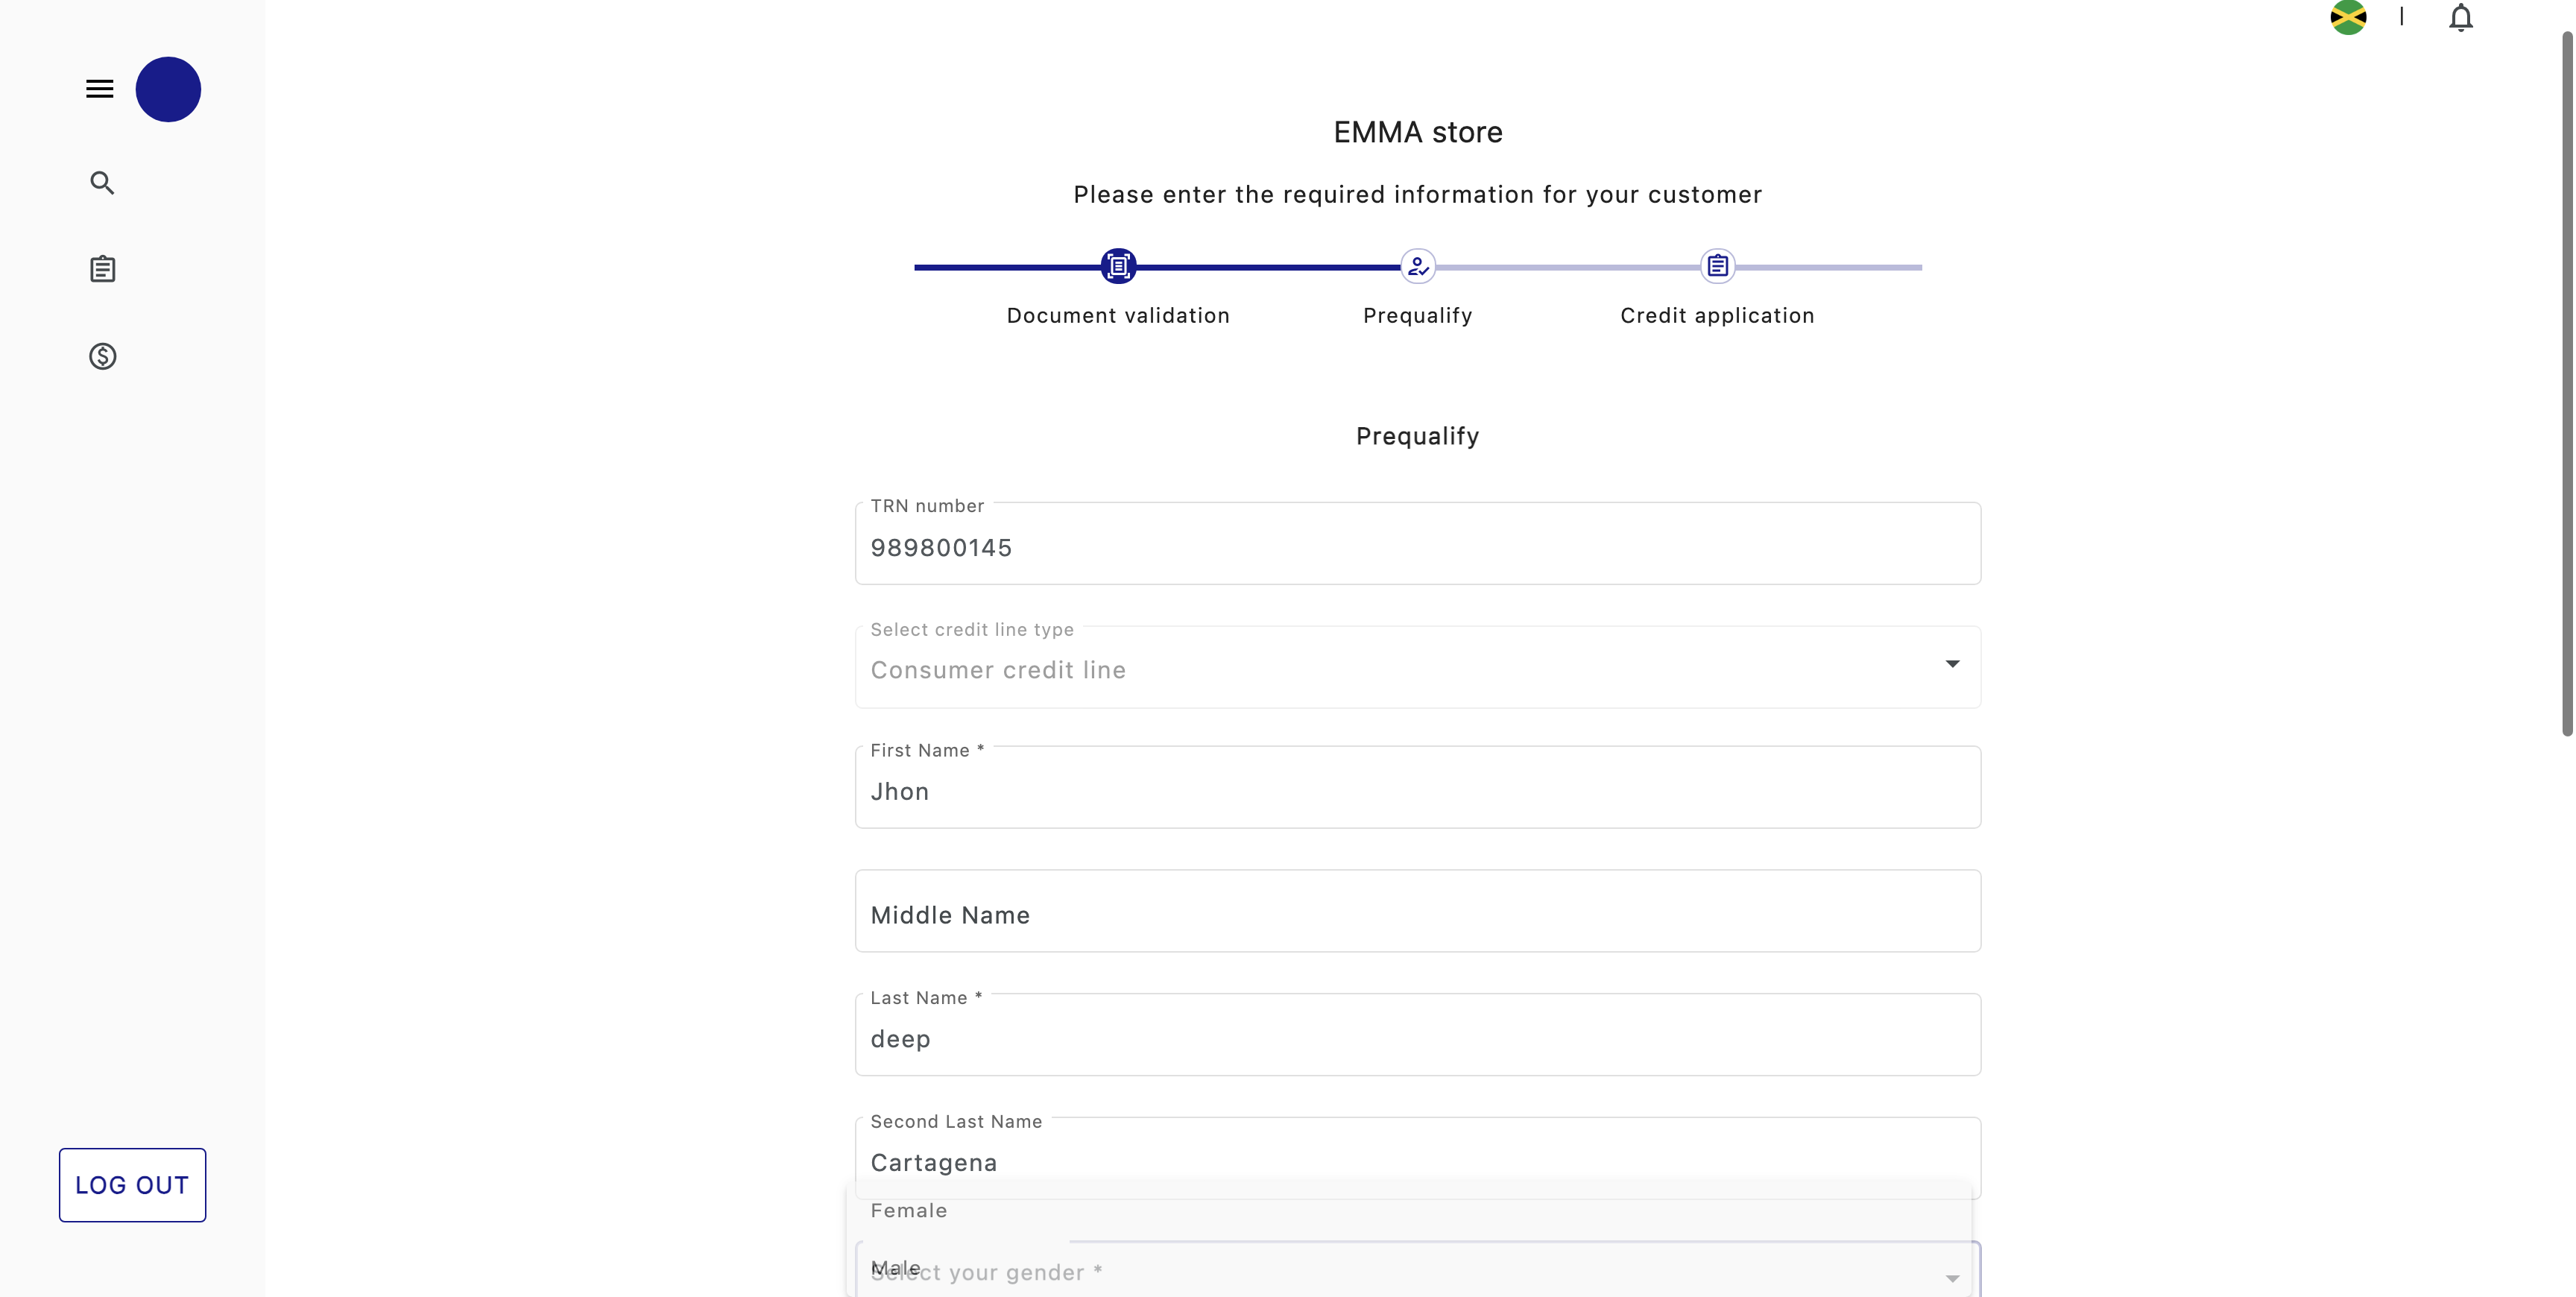 EMMA store
Please enter the required information for your customer
Document validation
Prequalify
Credit application
Prequalify
TRN number
989800145
Select credit line type
Consumer credit line
First Name *
Jhon
Middle Name
Last Name *
deep
Second Last Name
Cartagena
Female
Male
Select your gender *
LOG OUT